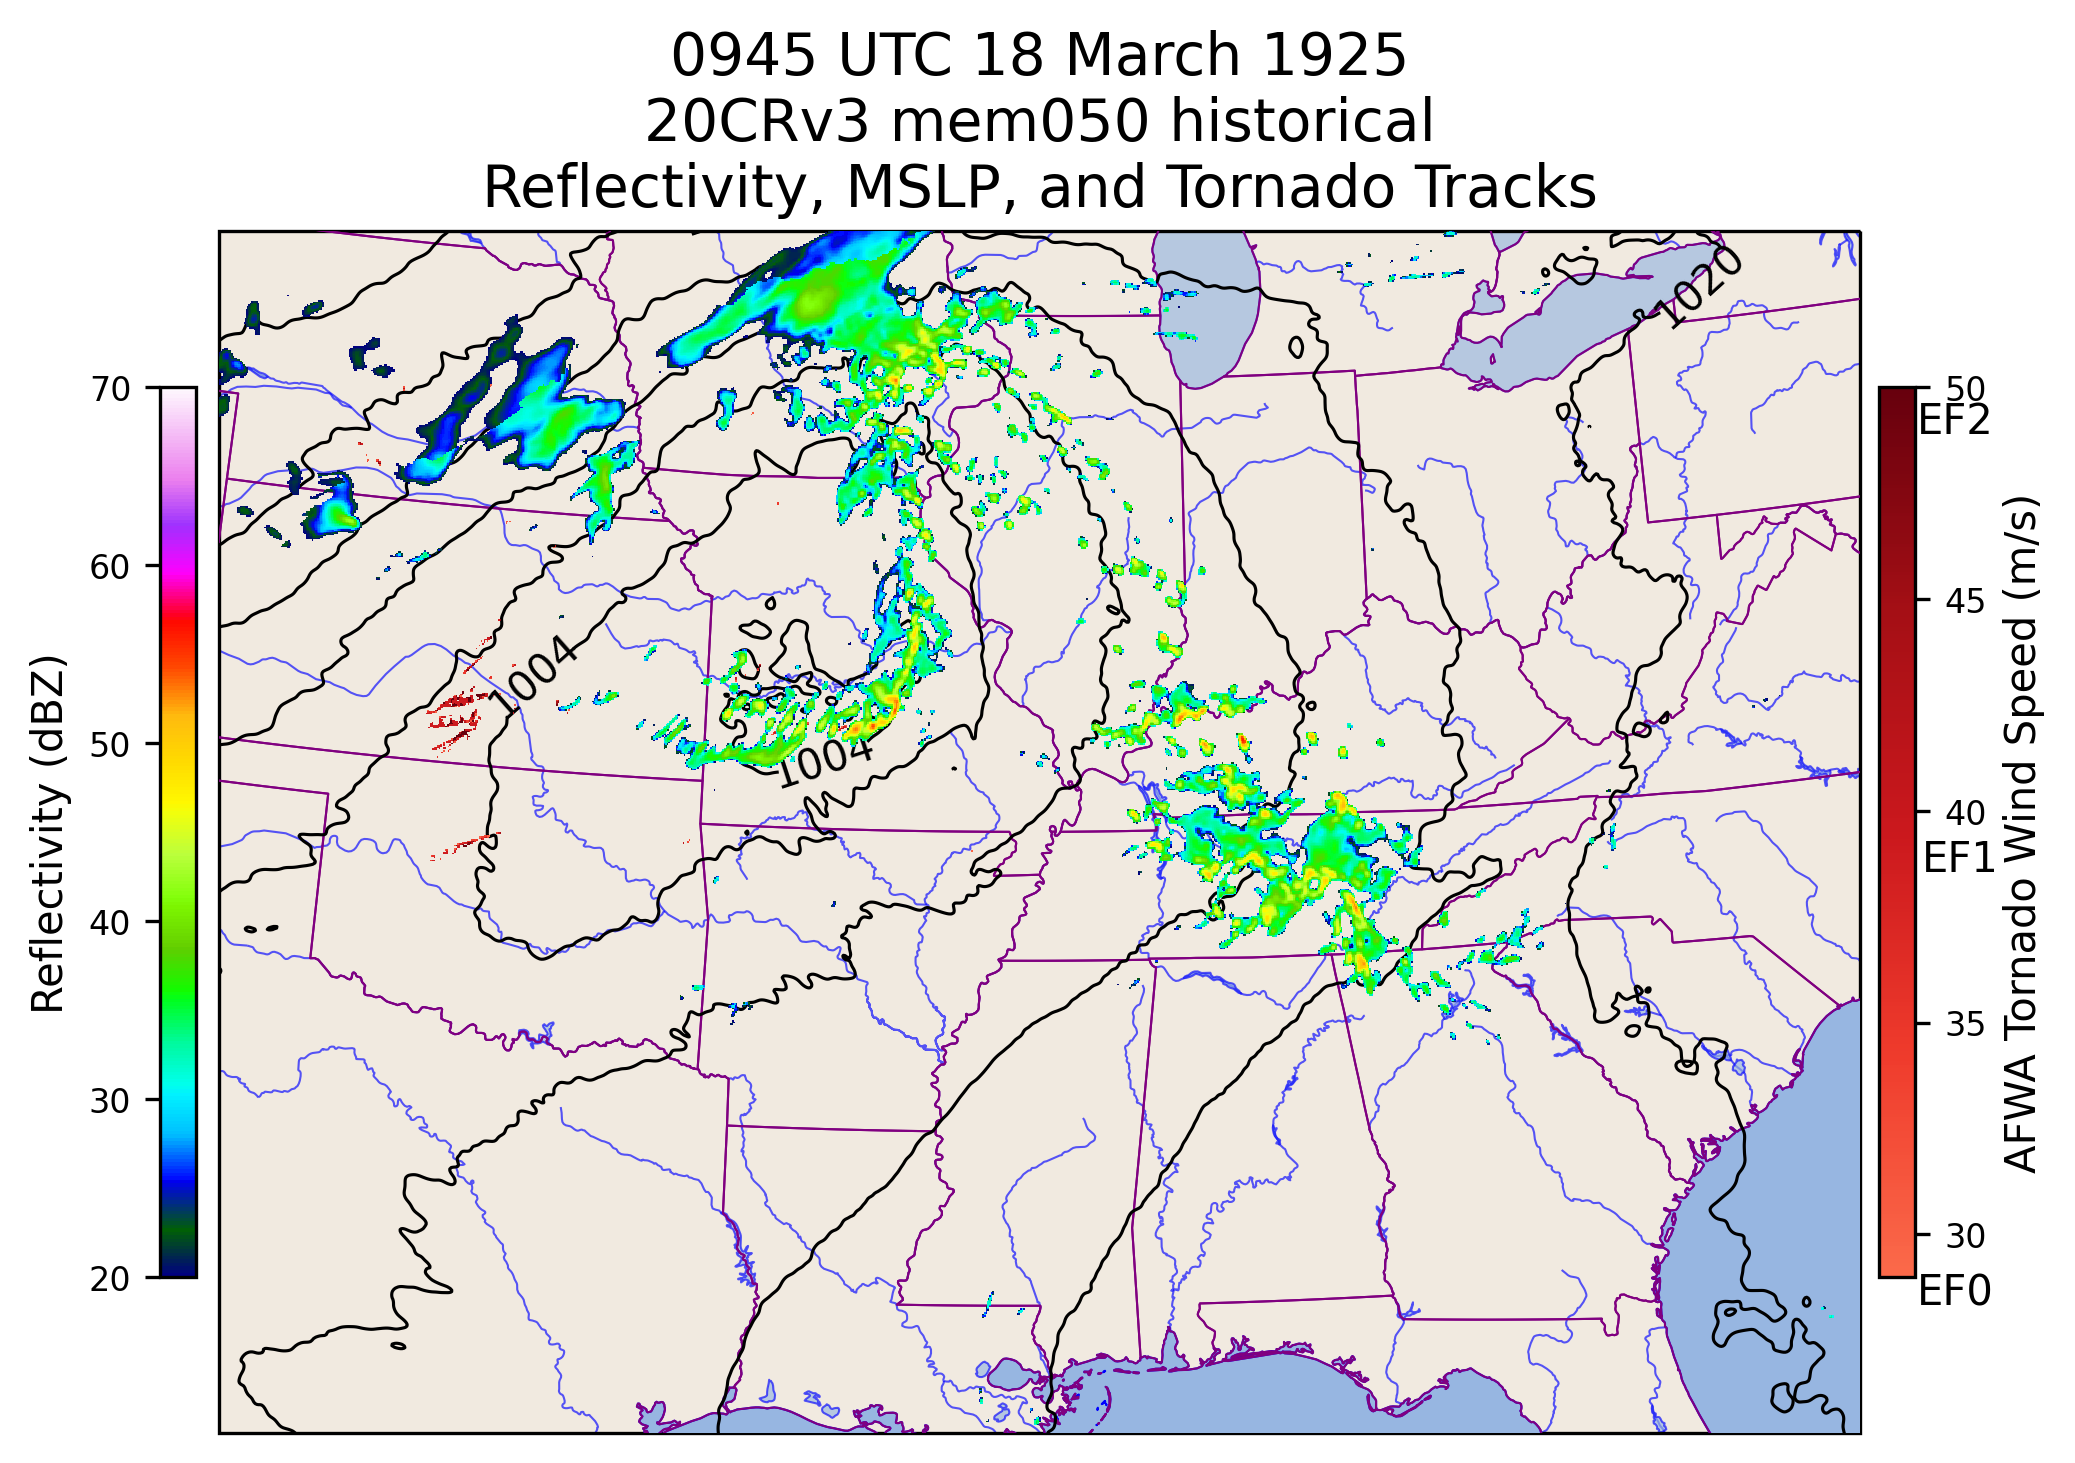 0945 UTC 18 March 1925
20CRv3 mem050 historical
Reflectivity, MSLP, and Tornado Tracks
1020
1004
1004
70
60
50
40
30
20
Reflectivity (dBZ)
50
EF2
45
40
EF1
35
30
EF0
AFWA Tornado Wind Speed (m/s)